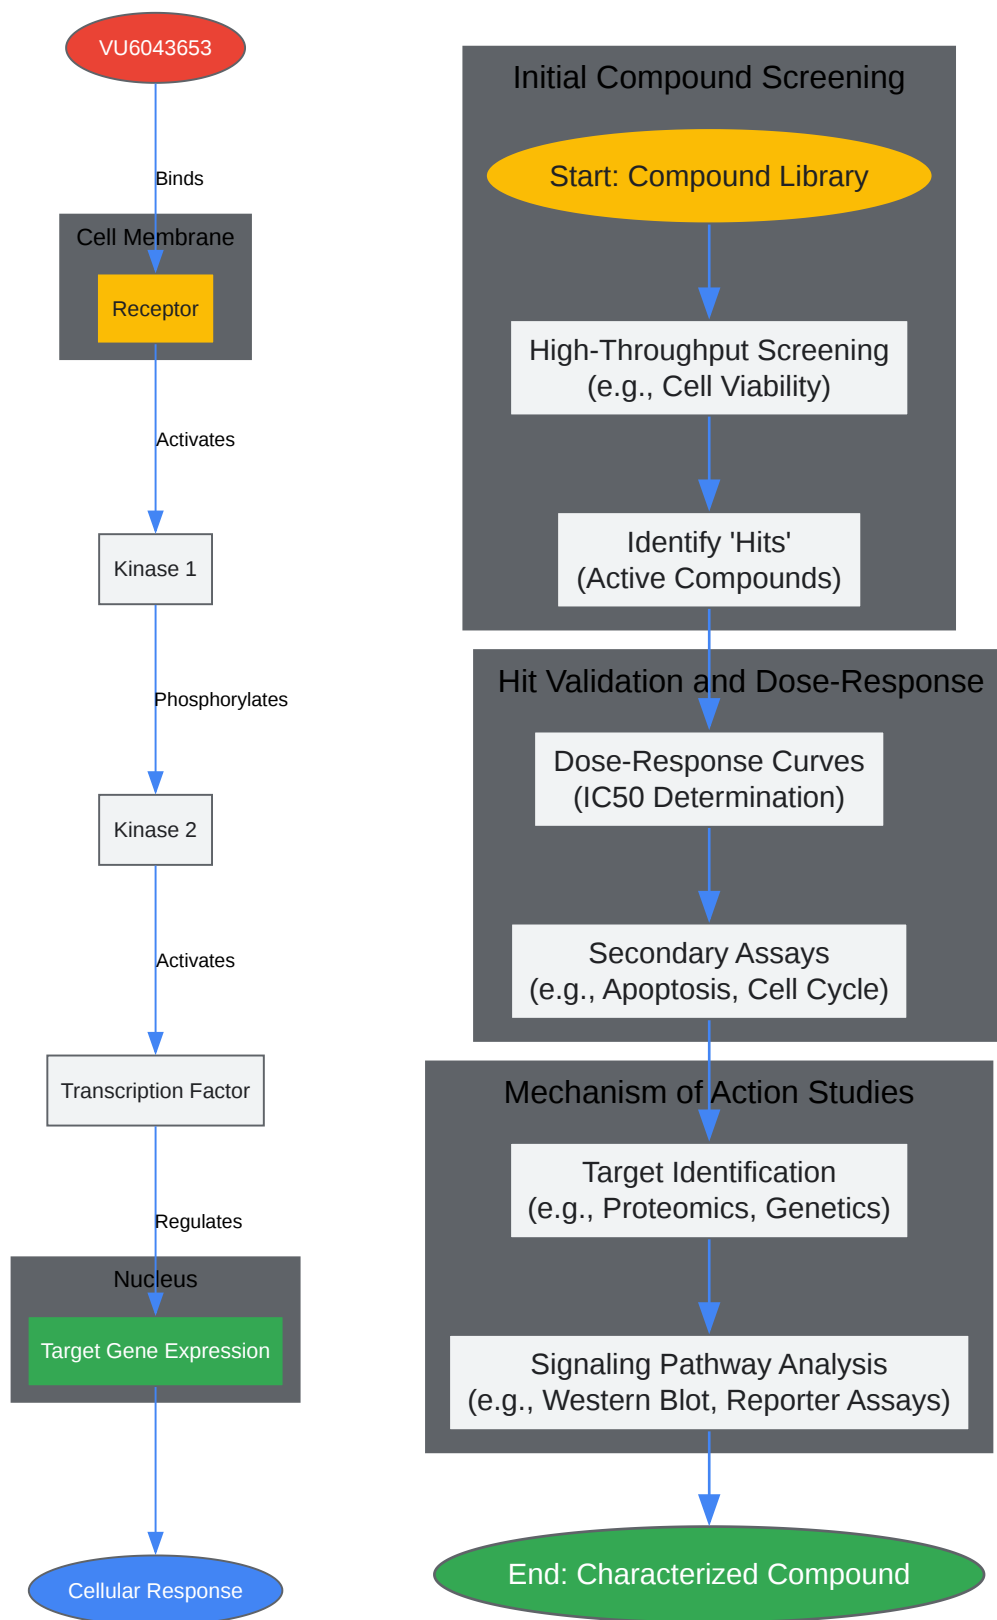 VU6043653
Binds
Cell Membrane
Receptor
Activates
Kinase 1
Phosphorylates
Kinase 2
Activates
Transcription Factor
Regulates
Nucleus
Target Gene Expression
Cellular Response
Initial Compound Screening
Start: Compound Library
High-Throughput Screening
(e.g., Cell Viability)
Identify 'Hits'
(Active Compounds)
Hit Validation and Dose-Response
Dose-Response Curves
(IC50 Determination)
Secondary Assays
(e.g., Apoptosis, Cell Cycle)
Mechanism of Action Studies
Target Identification
(e.g., Proteomics, Genetics)
Signaling Pathway Analysis
(e.g., Western Blot, Reporter Assays)
End: Characterized Compound